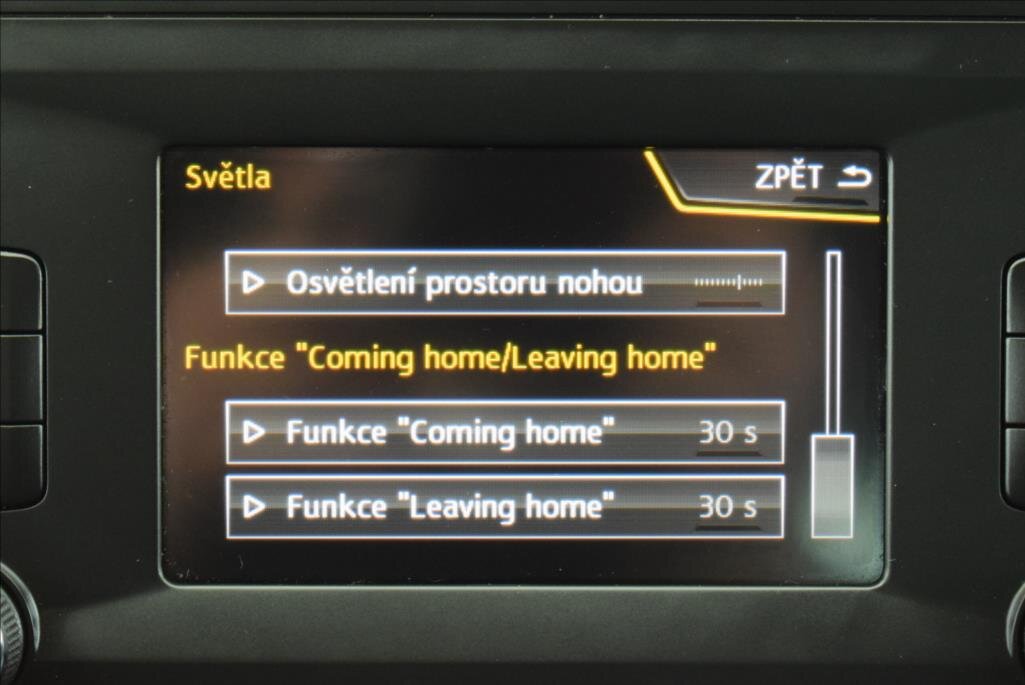 Světla
ZPĚT
Osvětlení prostoru nohou
Funkce "Coming home/Leaving home"
Funkce "Coming home" 30 s
Funkce "Leaving home" 30 s